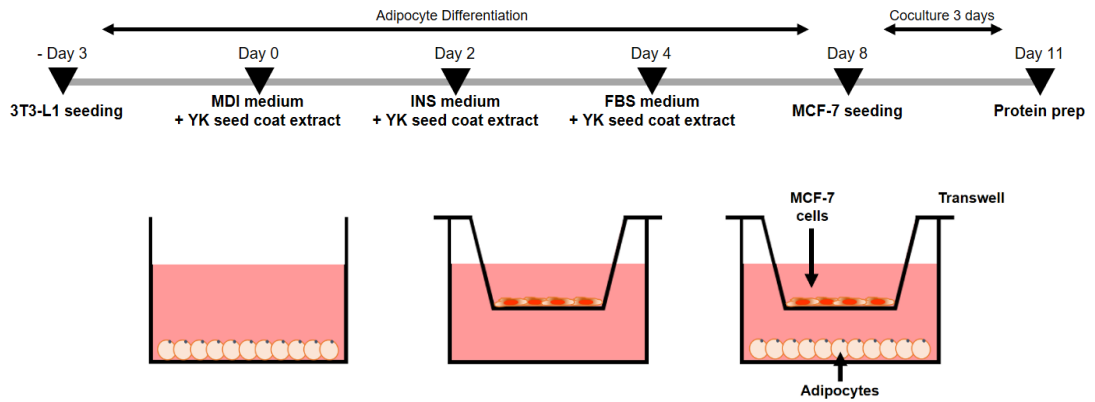 Adipocyte Differentiation
Coculture 3 days
- Day 3
Day 0
Day 2
Day 4
Day 8
Day 11
3T3-L1 seeding
MDI medium
+ YK seed coat extract
INS medium
+ YK seed coat extract
FBS medium
+ YK seed coat extract
MCF-7 seeding
Protein prep
MCF-7
cells
Transwell
Adipocytes